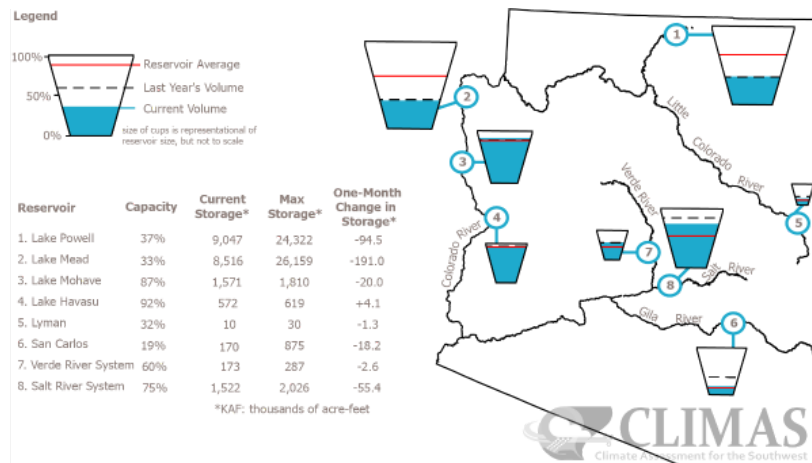 Legend
100%
50%
0%
Reservoir Average
Last Year's Volume
Current Volume
size of cups is representational of
reservoir size, but not to scale
Reservoir Capacity Current Storage* Max Storage* One-Month Change in Storage*
1. Lake Powell 37% 9,047 24,322 -94.5
2. Lake Mead 33% 8,516 26,159 -191.0
3. Lake Mohave 87% 1,571 1,810 -20.0
4. Lake Havasu 92% 572 619 +4.1
5. Lyman 32% 10 30 -1.3
6. San Carlos 19% 170 875 -18.2
7. Verde River System 60% 173 287 -2.6
8. Salt River System 75% 1,522 2,026 -55.4
*KAF: thousands of acre-feet
1
2
3
4
5
6
7
8
Little Colorado River
Verde River
Colorado River
Salt River
Gila River
CLIMAS
Climate Assessment for the Southwest